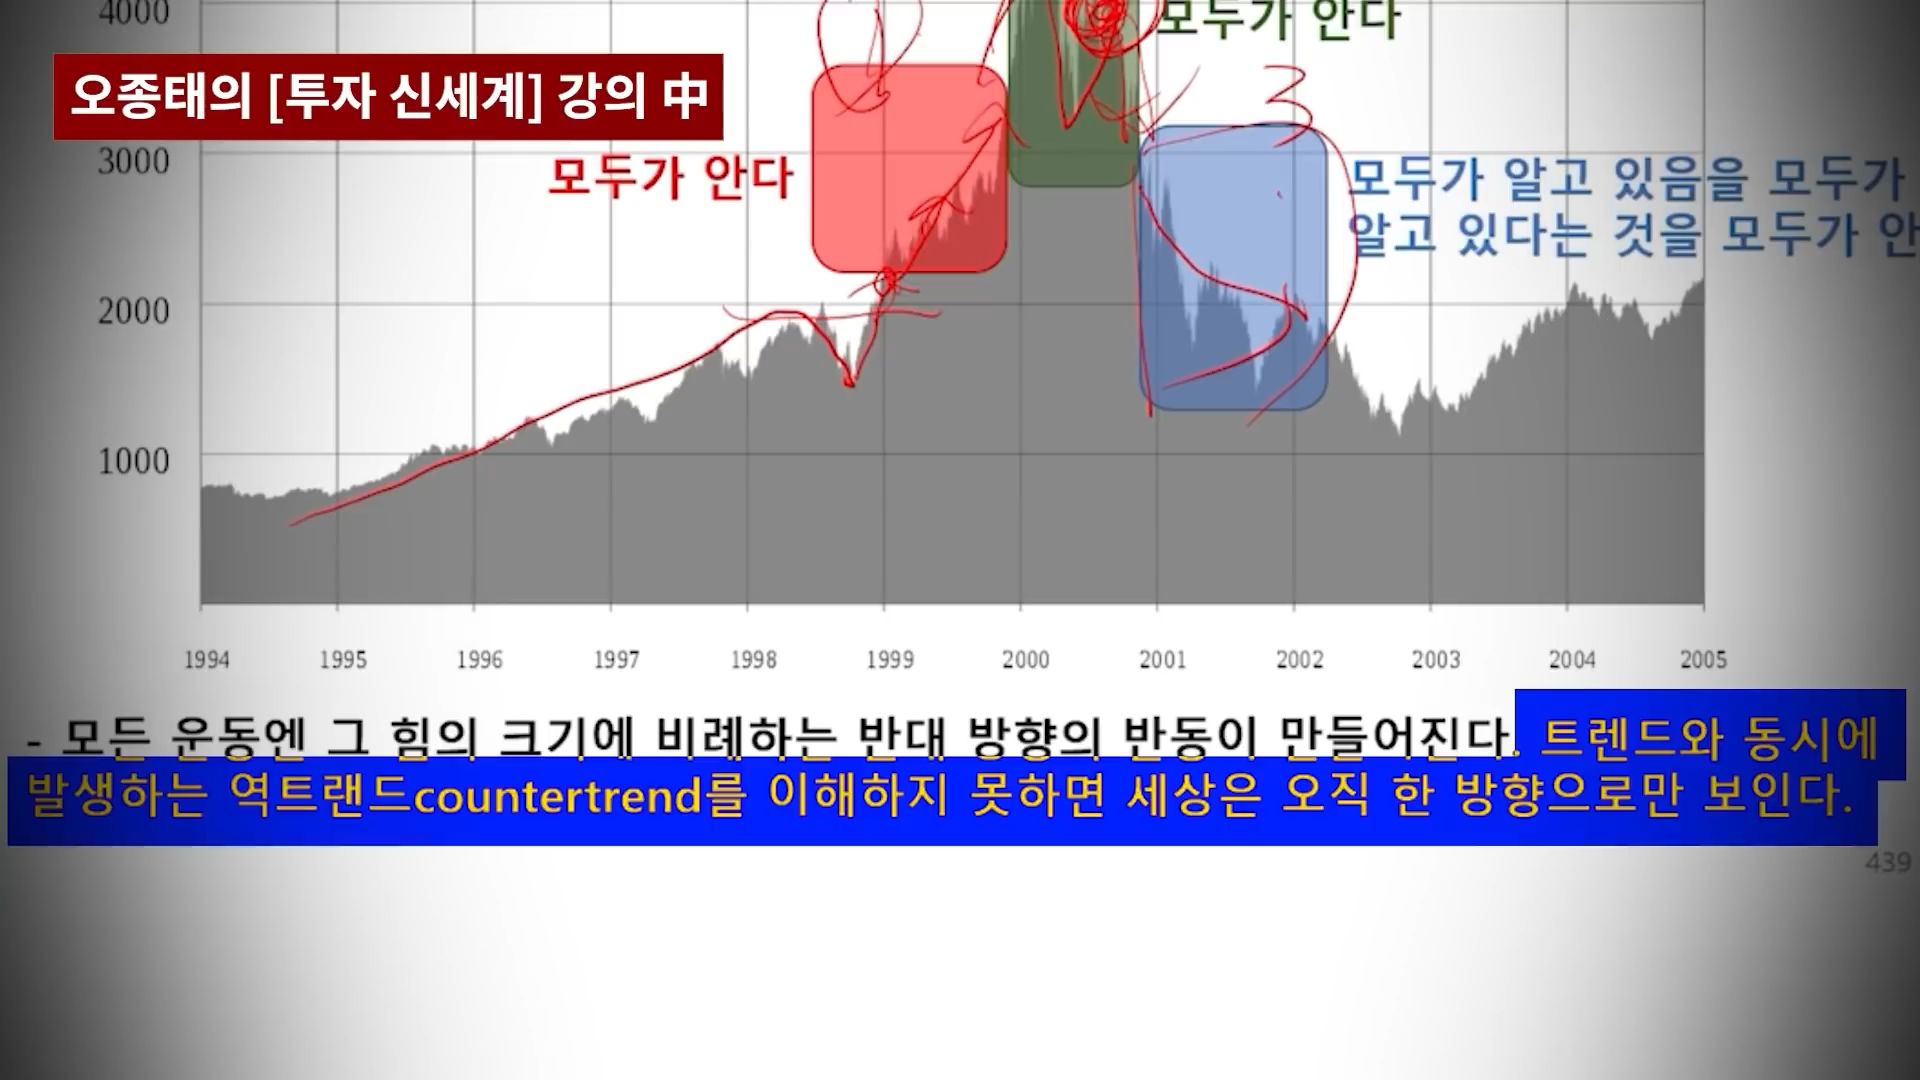 4000
모두가 안다
오종태의 [투자 신세계] 강의 中
3000
모두가 안다
3
모두가 알고 있음을 모두가
알고 있다는 것을 모두가 안
2000
1000
1994 1995 1996 1997 1998 1999 2000 2001 2002 2003 2004 2005
- 모든 운동엔 그 힘의 크기에 비례하는 반대 방향의 반동이 만들어진다. 트렌드와 동시에
발생하는 역트랜드countertrend를 이해하지 못하면 세상은 오직 한 방향으로만 보인다.
439